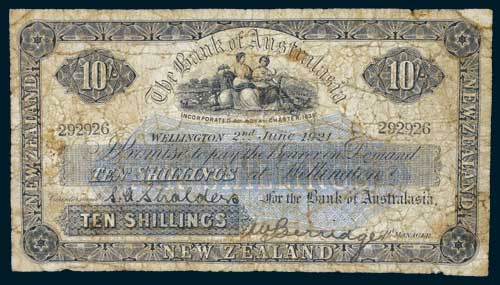 The Bank of Australasia
10/- 10/-
INCORPORATED BY ROYAL CHARTER, 1835
292926 292926
WELLINGTON 2nd June 1921
I Promise to pay the Bearer on Demand
TEN SHILLINGS at Wellington
For the Bank of Australasia.
TEN SHILLINGS
MANAGER
NEW ZEALAND
NEW ZEALAND
NEW ZEALAND